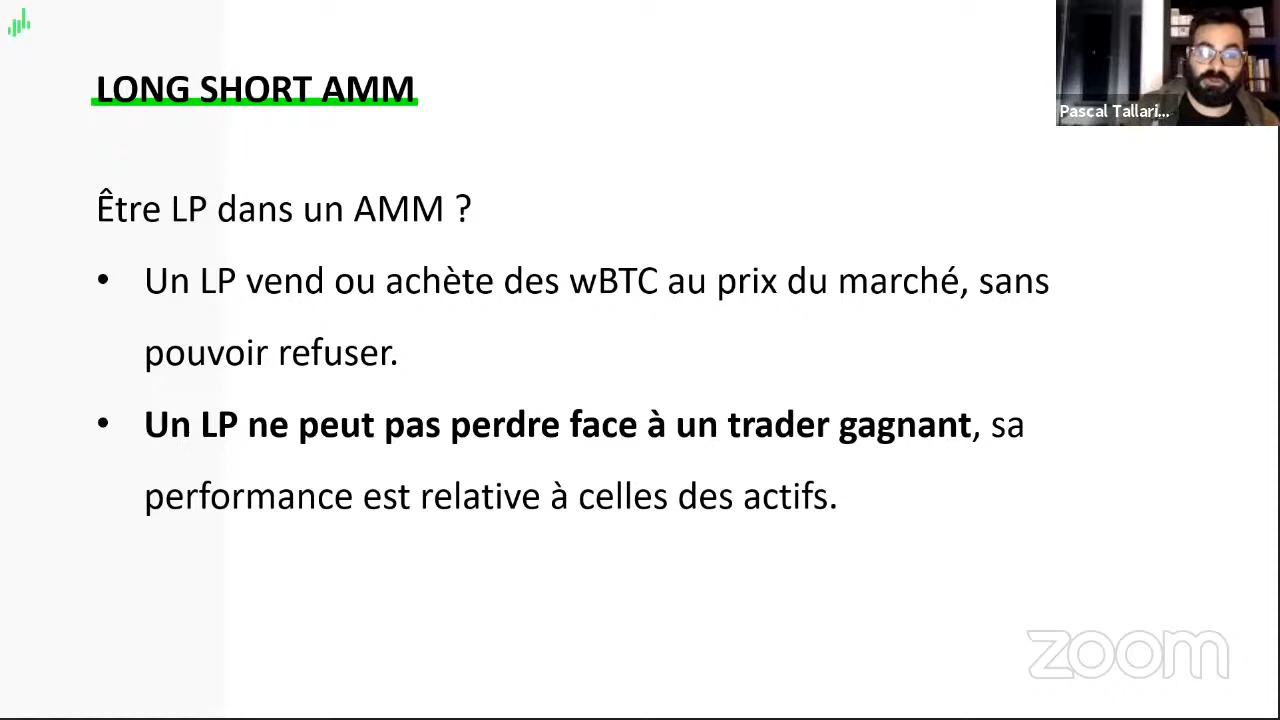 LONG SHORT AMM
Pascal Tallari...
Être LP dans un AMM ?
• Un LP vend ou achète des wBTC au prix du marché, sans
pouvoir refuser.
• Un LP ne peut pas perdre face à un trader gagnant, sa
performance est relative à celles des actifs.
zoom